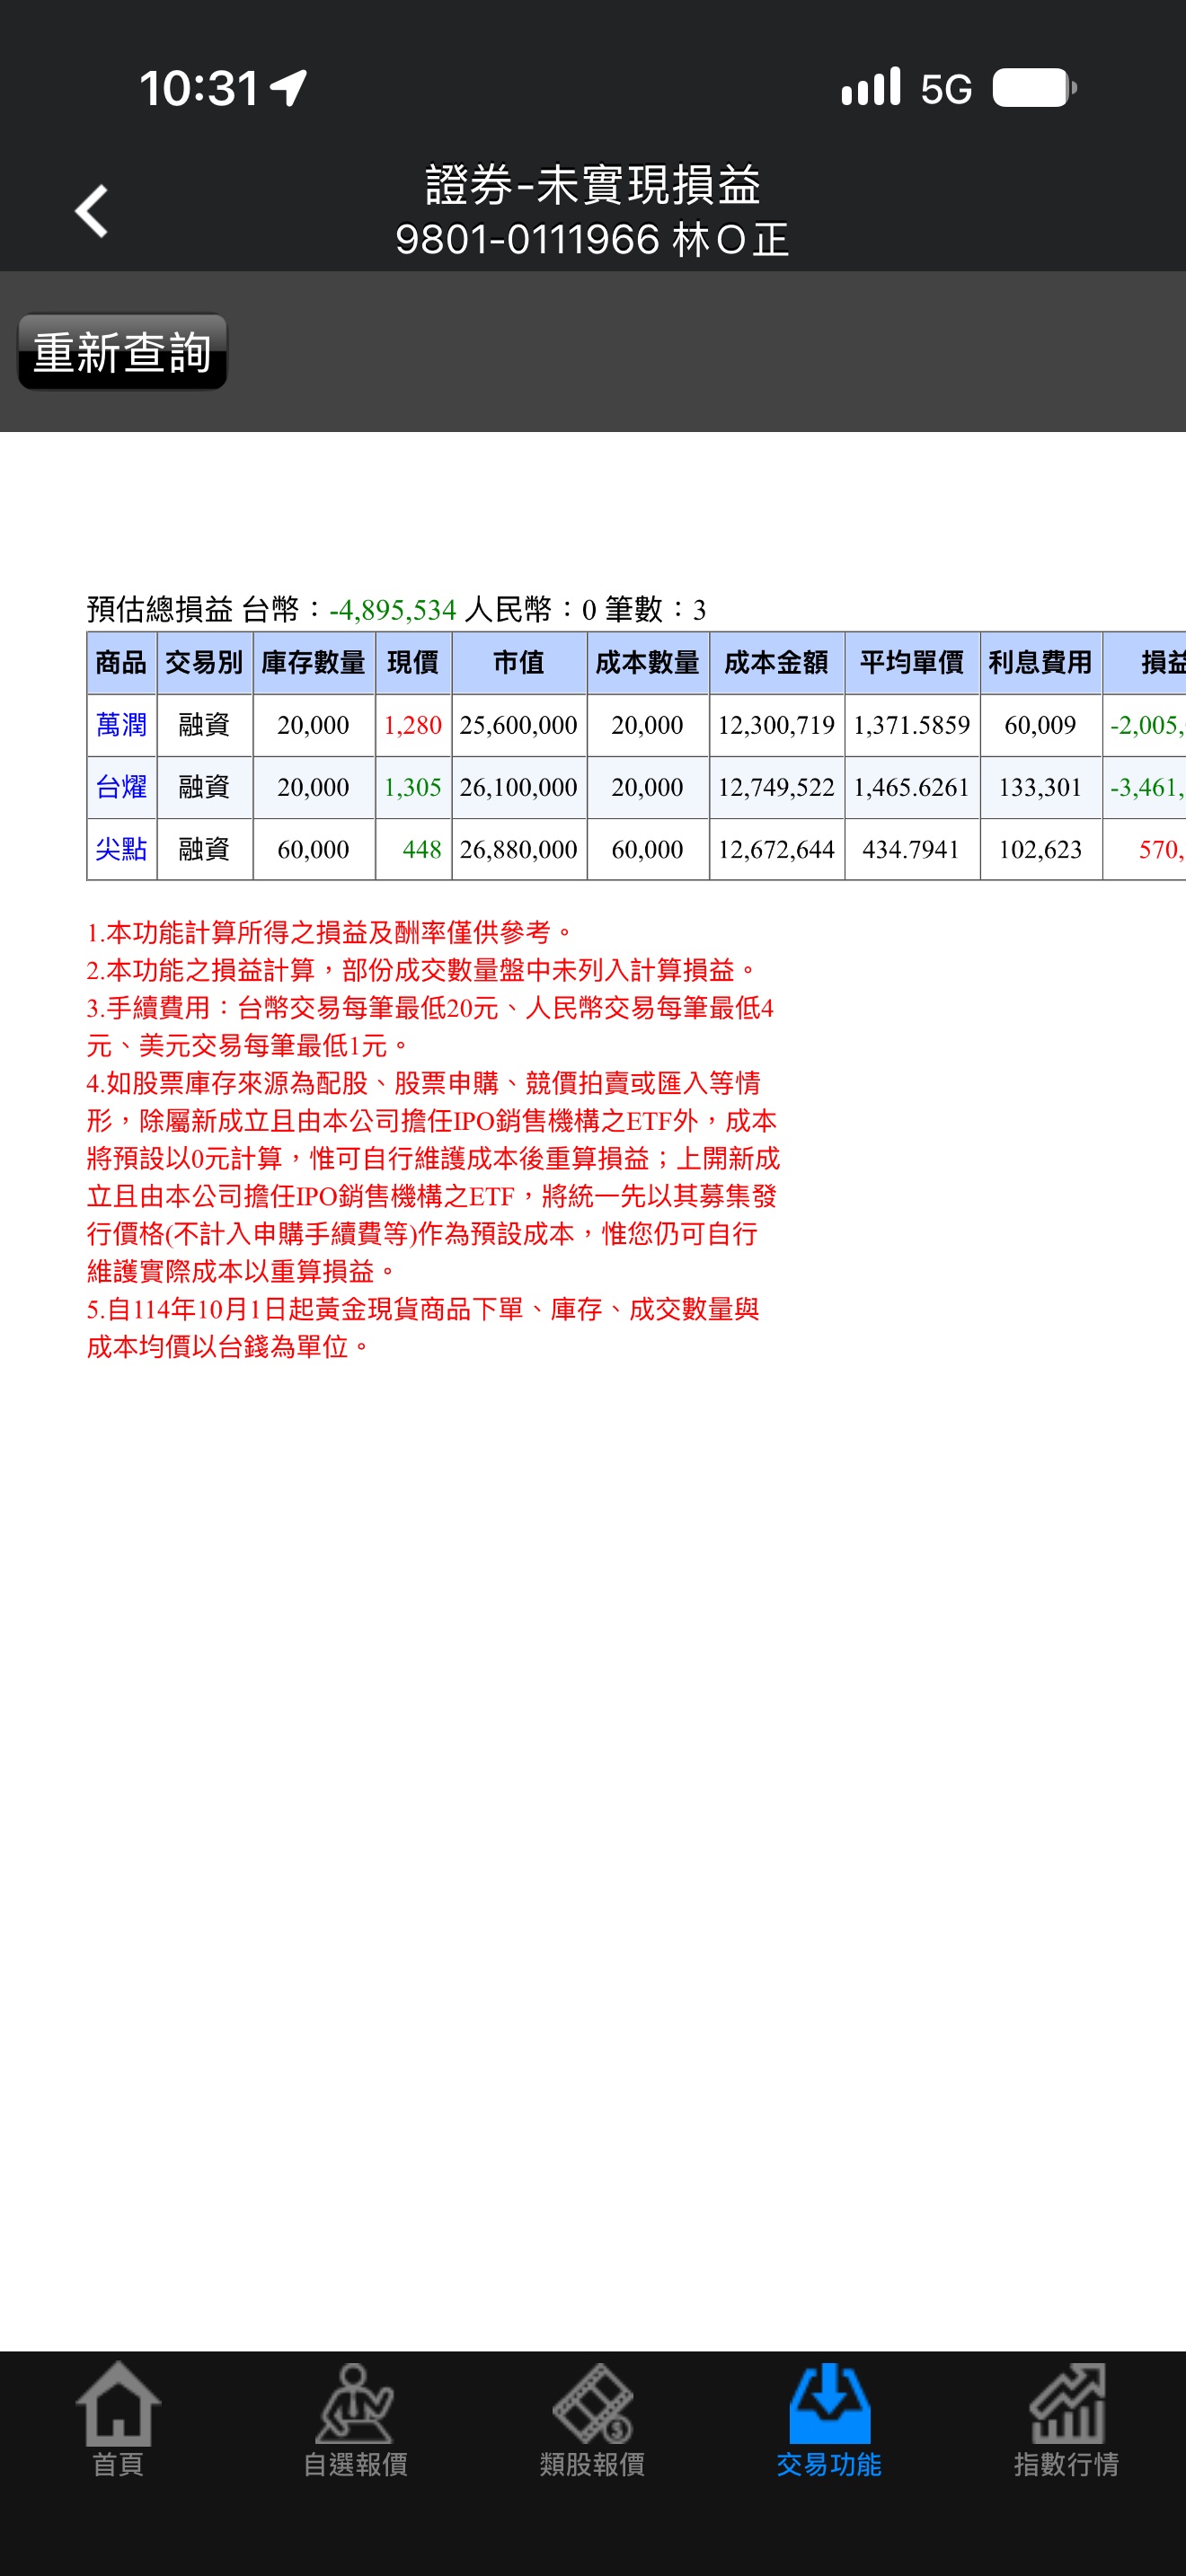 10:31
5G
證券-未實現損益
9801-0111966 林O正
重新查詢
預估總損益 台幣：-4,895,534 人民幣：0 筆數：3
商品 交易別 庫存數量 現價 市值 成本數量 成本金額 平均單價 利息費用 損益
萬潤 融資 20,000 1,280 25,600,000 20,000 12,300,719 1,371.5859 60,009 -2,005,
台燿 融資 20,000 1,305 26,100,000 20,000 12,749,522 1,465.6261 133,301 -3,461,
尖點 融資 60,000 448 26,880,000 60,000 12,672,644 434.7941 102,623 570,
1.本功能計算所得之損益及酬率僅供參考。
2.本功能之損益計算，部份成交數量盤中未列入計算損益。
3.手續費用：台幣交易每筆最低20元、人民幣交易每筆最低4
元、美元交易每筆最低1元。
4.如股票庫存來源為配股、股票申購、競價拍賣或匯入等情
形，除屬新成立且由本公司擔任IPO銷售機構之ETF外，成本
將預設以0元計算，惟可自行維護成本後重算損益；上開新成
立且由本公司擔任IPO銷售機構之ETF，將統一先以其募集發
行價格(不計入申購手續費等)作為預設成本，惟您仍可自行
維護實際成本以重算損益。
5.自114年10月1日起黃金現貨商品下單、庫存、成交數量與
成本均價以台錢為單位。
首頁 自選報價 類股報價 交易功能 指數行情